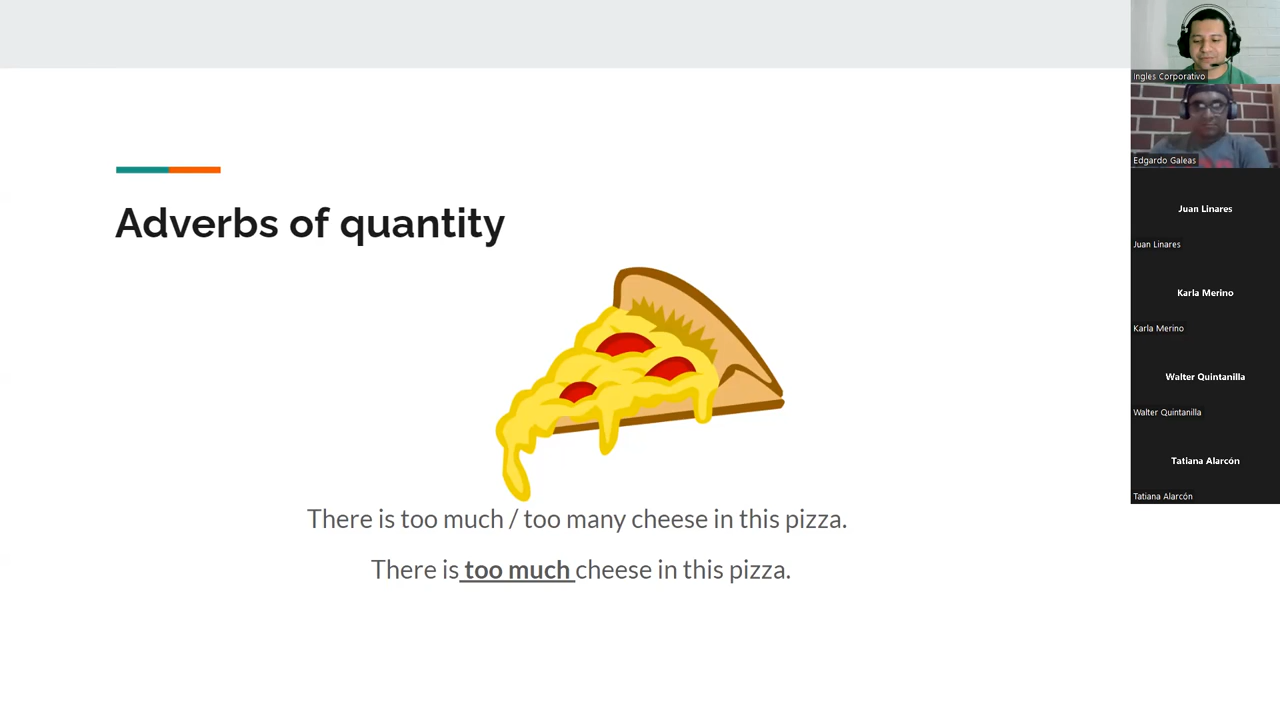 Adverbs of quantity
There is too much / too many cheese in this pizza.
There is too much cheese in this pizza.
Ingles Corporativo
Edgardo Galeas
Juan Linares
Juan Linares
Karla Merino
Karla Merino
Walter Quintanilla
Walter Quintanilla
Tatiana Alarcón
Tatiana Alarcón